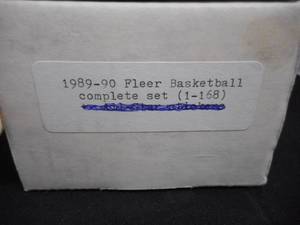 1989-90 Fleer Basketball
complete set (1-168)